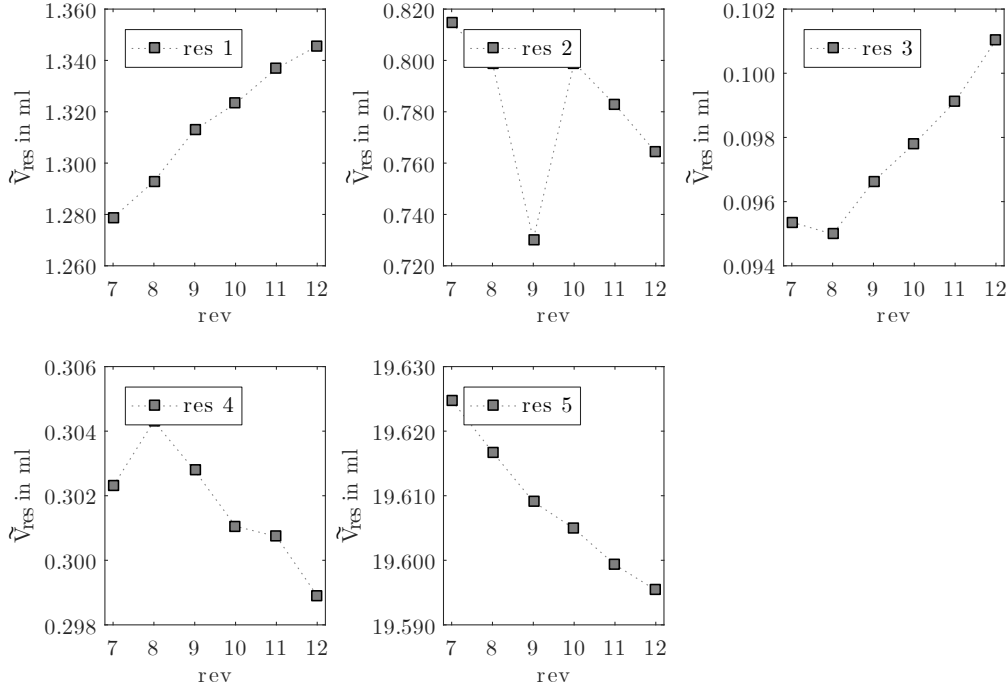 1.360
1.340
1.320
1.300
1.280
1.260
Ṽres in ml
res 1
7 8 9 10 11 12
rev
0.820
0.800
0.780
0.760
0.740
0.720
Ṽres in ml
res 2
7 8 9 10 11 12
rev
0.102
0.100
0.098
0.096
0.094
Ṽres in ml
res 3
7 8 9 10 11 12
rev
0.306
0.304
0.302
0.300
0.298
Ṽres in ml
res 4
7 8 9 10 11 12
rev
19.630
19.620
19.610
19.600
19.590
Ṽres in ml
res 5
7 8 9 10 11 12
rev